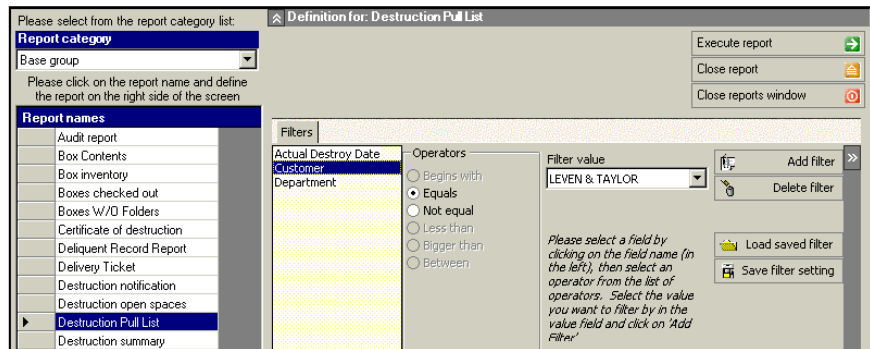 Please select from the report category list:
Report category
Base group
Please click on the report name and define
the report on the right side of the screen
Report names
Audit report
Box Contents
Box inventory
Boxes checked out
Boxes W/O Folders
Certificate of destruction
Deliquent Record Report
Delivery Ticket
Destruction notification
Destruction open spaces
Destruction Pull List
Destruction summary
Definition for: Destruction Pull List
Execute report
Close report
Close reports window
Filters
Actual Destroy Date
Customer
Department
Operators
Begins with
Equals
Not equal
Less than
Bigger than
Between
Filter value
LEVEN & TAYLOR
Please select a field by
clicking on the field name (in
the left), then select an
operator from the list of
operators. Select the value
you want to filter by in the
value field and click on 'Add
Filter'
Add filter
Delete filter
Load saved filter
Save filter setting